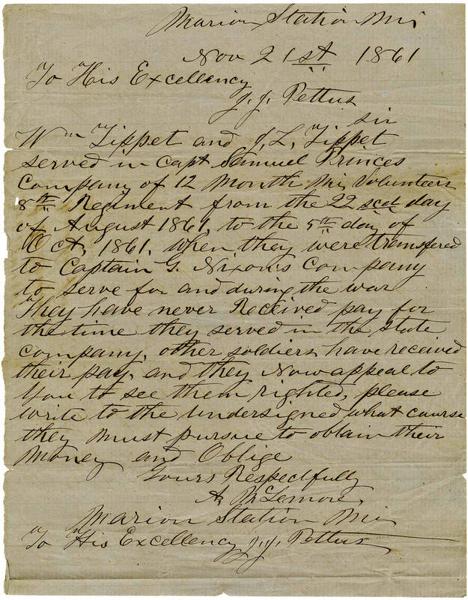 Marion Station Mi
Nov 21st 1861
To His Excellency
J. J. Pettus
Sir
Wm Tippet and J. L. Tippet
served in Capt Samuel Princes
Company of 12 Month Mi, Volunteers
8th Regiment from the 22 scd day
of August 1861, to the 5th day of
Oct, 1861, when they were transfered
to Captain G. Nixon's Company
to serve for and during the war
They have never Received pay for
the time they served in the State
company, other soldiers have received
their pay, and they Now appeal to
You to see them righted, please
write to the undersigned what course
they must pursue to obtain their
Money and Oblige
Yours Respectfully
A McLemore
Marion Station Mi
To His Excellency J. J. Pettus